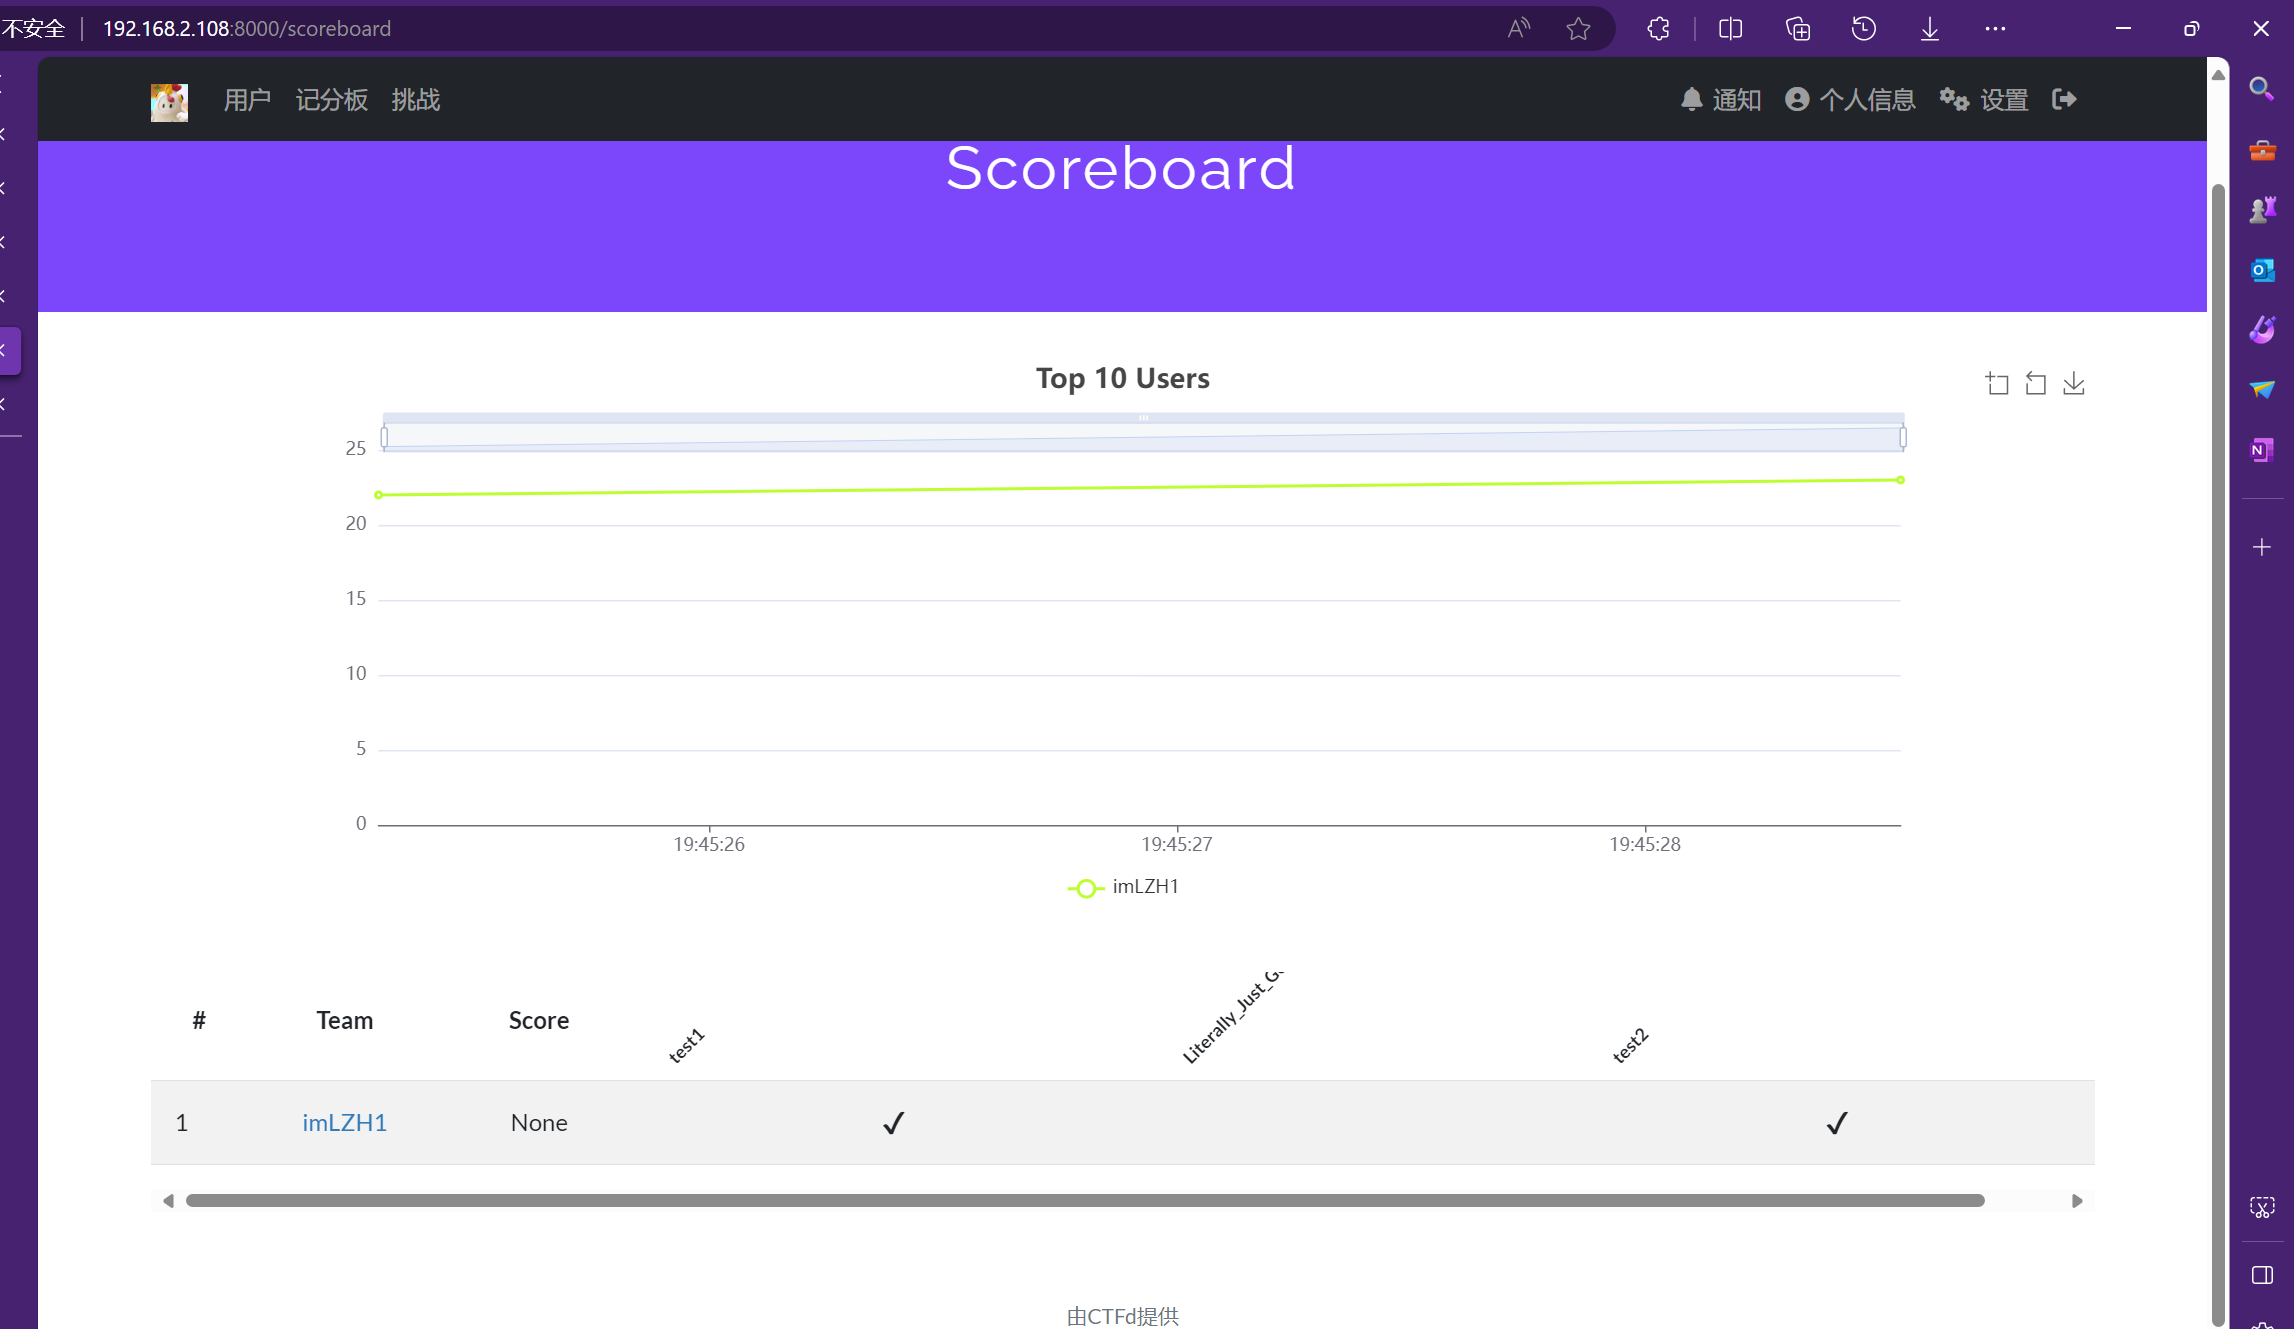 不安全 192.168.2.108:8000/scoreboard
用户 记分板 挑战 通知 个人信息 设置
Scoreboard
Top 10 Users
25
20
15
10
5
0
19:45:26 19:45:27 19:45:28
imLZH1
# Team Score test1 Literally_Just_G test2
1 imLZH1 None ✓ ✓
由CTFd提供